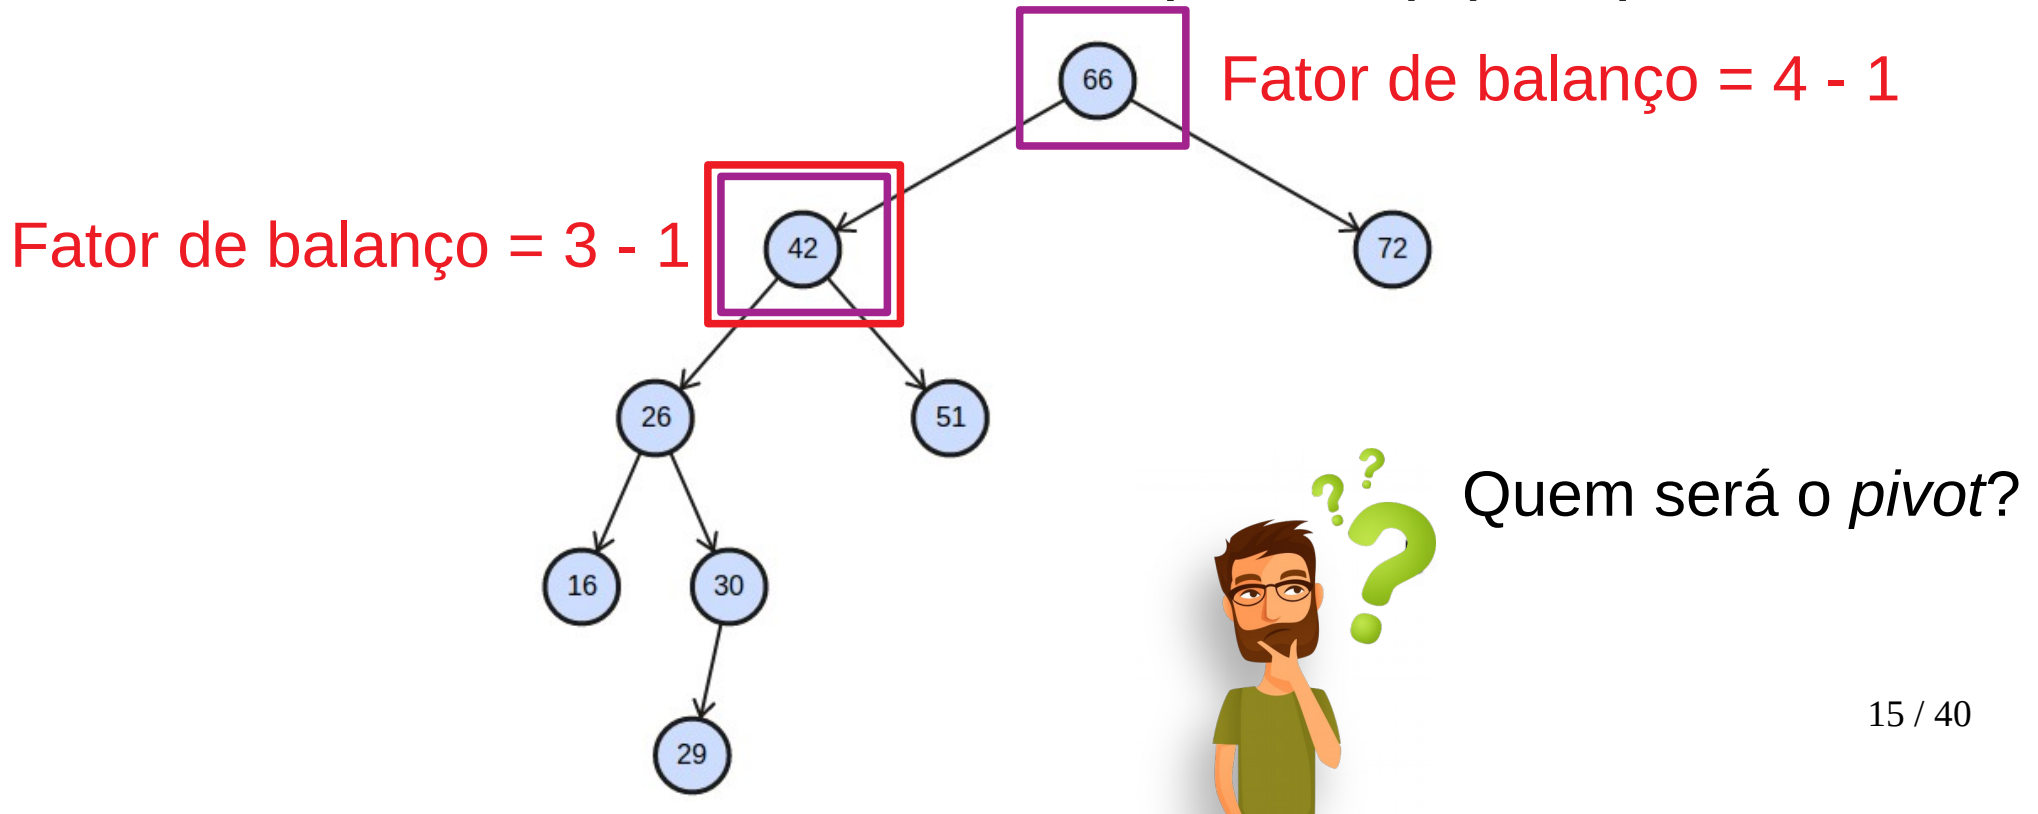 66
Fator de balanço = 4 - 1
Fator de balanço = 3 - 1
42
72
26
51
Quem será o pivot?
16
30
15 / 40
29